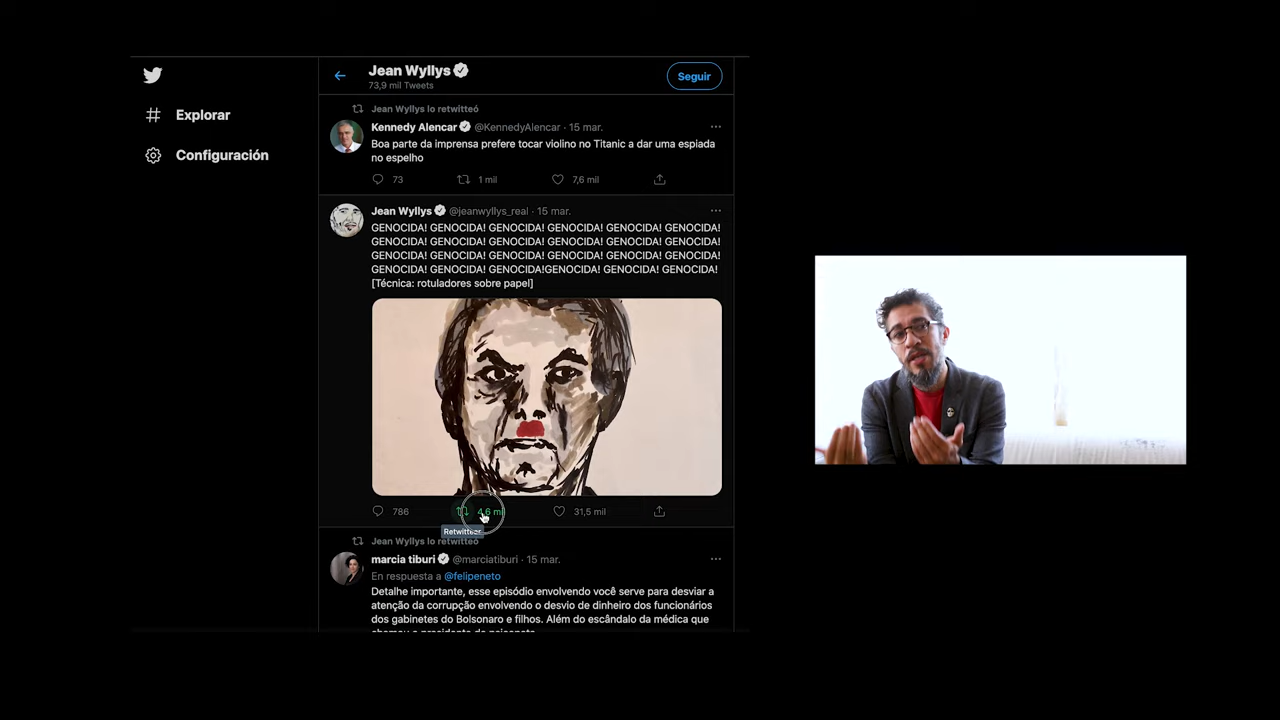 Jean Wyllys
73,9 mil Tweets
Seguir
Explorar
Configuración
Jean Wyllys lo retwitteó
Kennedy Alencar @KennedyAlencar · 15 mar.
Boa parte da imprensa prefere tocar violino no Titanic a dar uma espiada
no espelho
73 1 mil 7,6 mil
Jean Wyllys @jeanwyllys_real · 15 mar.
GENOCIDA! GENOCIDA! GENOCIDA! GENOCIDA! GENOCIDA! GENOCIDA!
GENOCIDA! GENOCIDA! GENOCIDA! GENOCIDA! GENOCIDA! GENOCIDA!
GENOCIDA! GENOCIDA! GENOCIDA! GENOCIDA! GENOCIDA! GENOCIDA!
GENOCIDA! GENOCIDA! GENOCIDA!GENOCIDA! GENOCIDA! GENOCIDA!
[Técnica: rotuladores sobre papel]
786 4,6 mil 31,5 mil
Retwittear
Jean Wyllys lo retwitteó
marcia tiburi @marciatiburi · 15 mar.
En respuesta a @felipeneto
Detalhe importante, esse episódio envolvendo você serve para desviar a
atenção da corrupção envolvendo o desvio de dinheiro dos funcionários
dos gabinetes do Bolsonaro e filhos. Além do escândalo da médica que